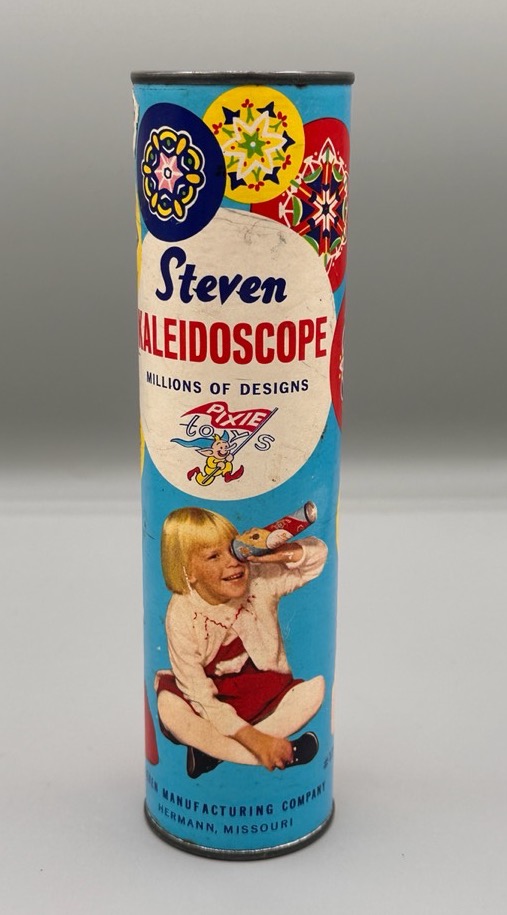 Steven
KALEIDOSCOPE
MILLIONS OF DESIGNS
PIXIE
toys
MANUFACTURING COMPANY
HERMANN, MISSOURI